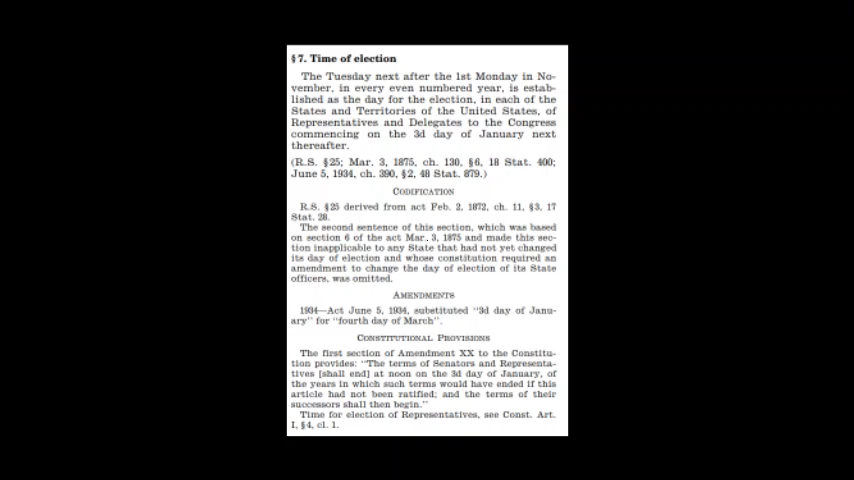 § 7. Time of election
The Tuesday next after the 1st Monday in No-
vember, in every even numbered year, is estab-
lished as the day for the election, in each of the
States and Territories of the United States, of
Representatives and Delegates to the Congress
commencing on the 3d day of January next
thereafter.
(R.S. §25; Mar. 3, 1875, ch. 130, §6, 18 Stat. 400;
June 5, 1934, ch. 390, §2, 48 Stat. 879.)
CODIFICATION
R.S. §25 derived from act Feb. 2, 1872, ch. 11, §3, 17
Stat. 28.
The second sentence of this section, which was based
on section 6 of the act Mar. 3, 1875 and made this sec-
tion inapplicable to any State that had not yet changed
its day of election and whose constitution required an
amendment to change the day of election of its State
officers, was omitted.
AMENDMENTS
1934—Act June 5, 1934, substituted "3d day of Janu-
ary" for "fourth day of March".
CONSTITUTIONAL PROVISIONS
The first section of Amendment XX to the Constitu-
tion provides: "The terms of Senators and Representa-
tives [shall end] at noon on the 3d day of January, of
the years in which such terms would have ended if this
article had not been ratified; and the terms of their
successors shall then begin."
Time for election of Representatives, see Const. Art.
I, §4, cl. 1.